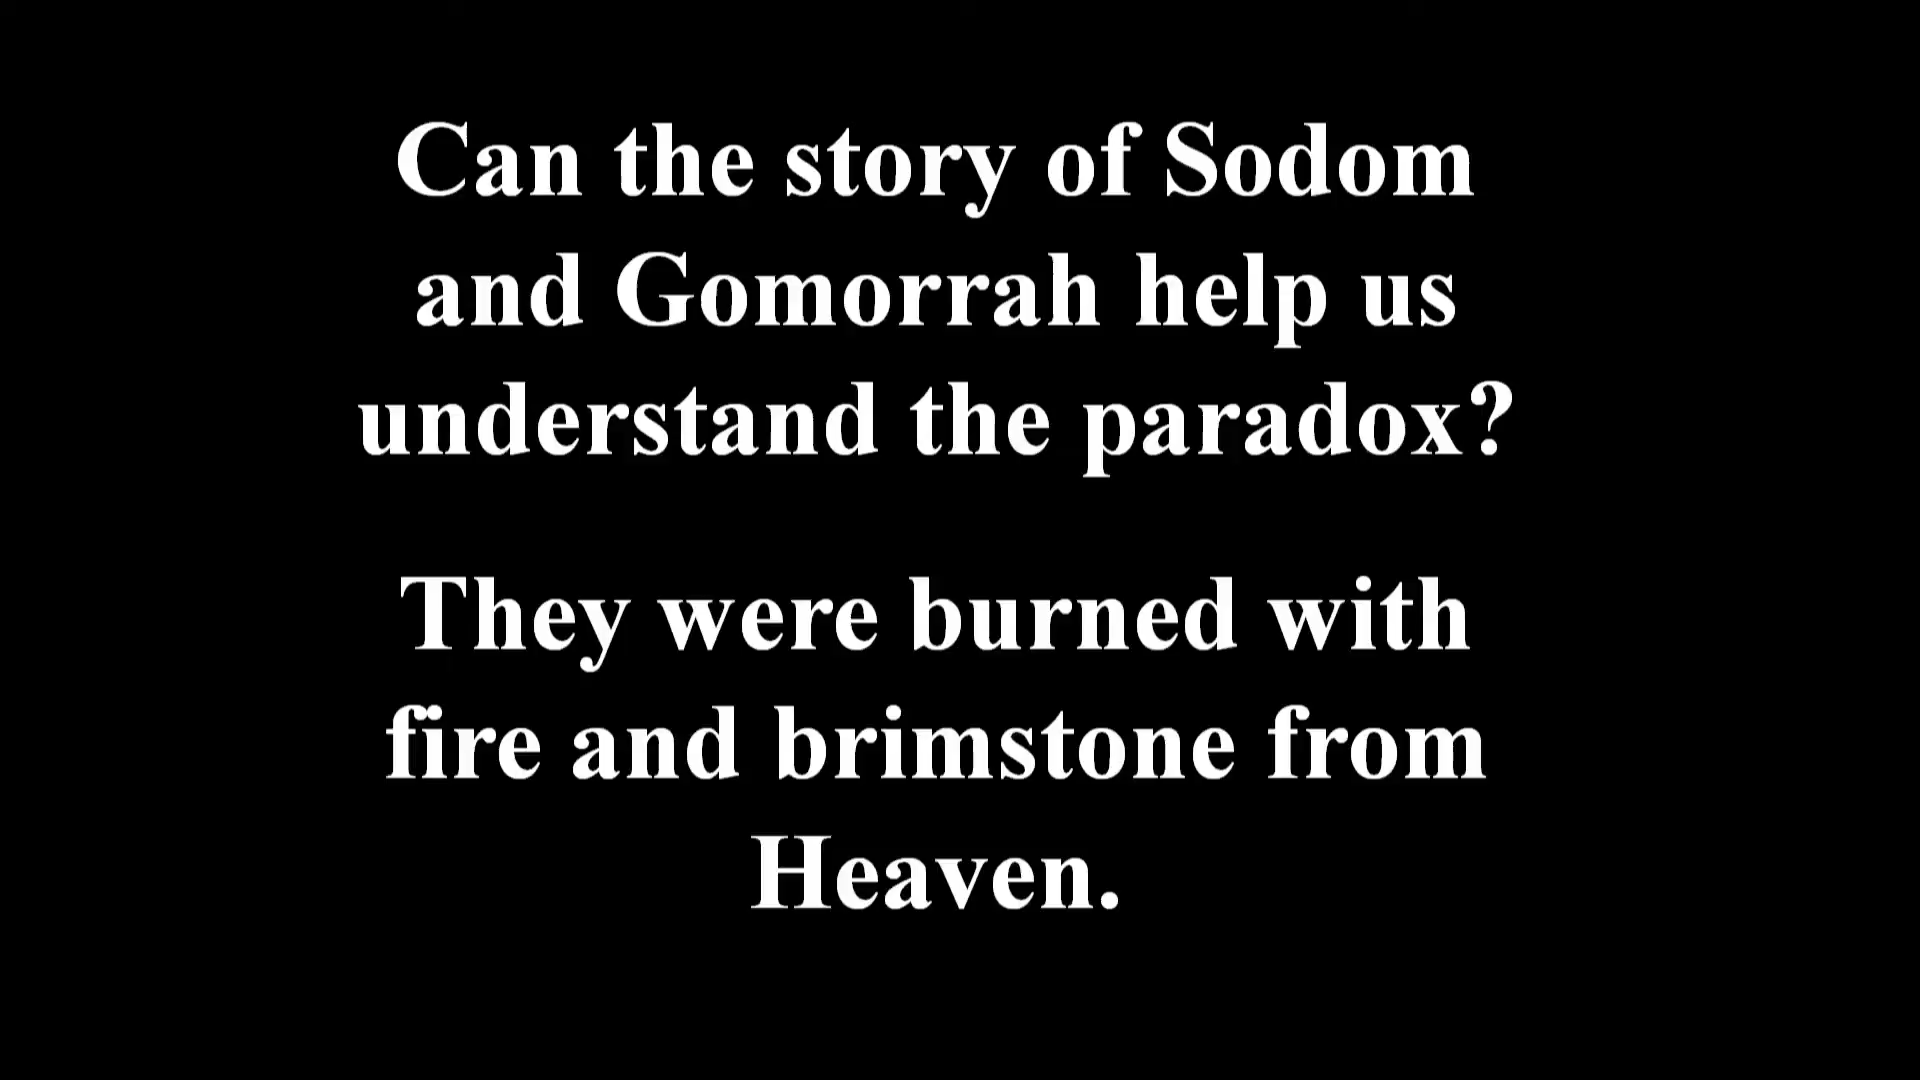 Can the story of Sodom
and Gomorrah help us
understand the paradox?
They were burned with
fire and brimstone from
Heaven.